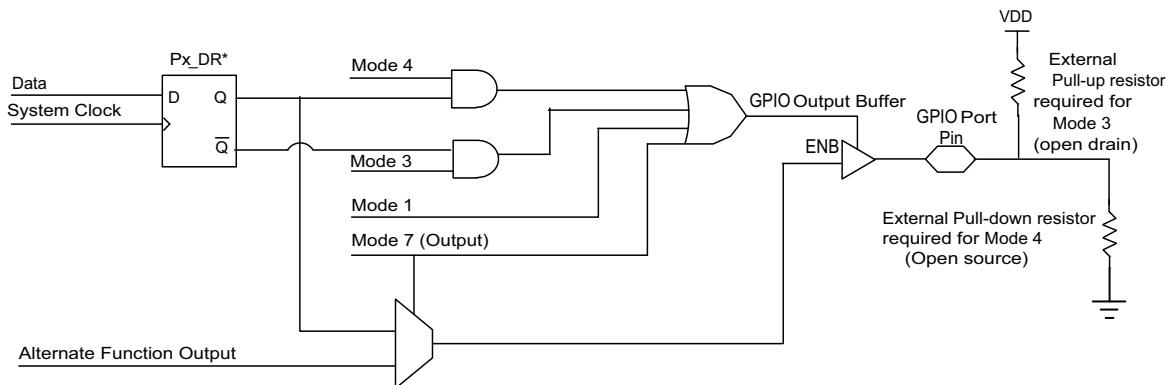 VDD
Px_DR*
Mode 4
External
Pull-up resistor
required for
Mode 3
(open drain)
Data
D
Q
System Clock
GPIO Output Buffer
GPIO Port
Pin
Q
Mode 3
ENB
Mode 1
External Pull-down resistor
required for Mode 4
(Open source)
Mode 7 (Output)
Alternate Function Output